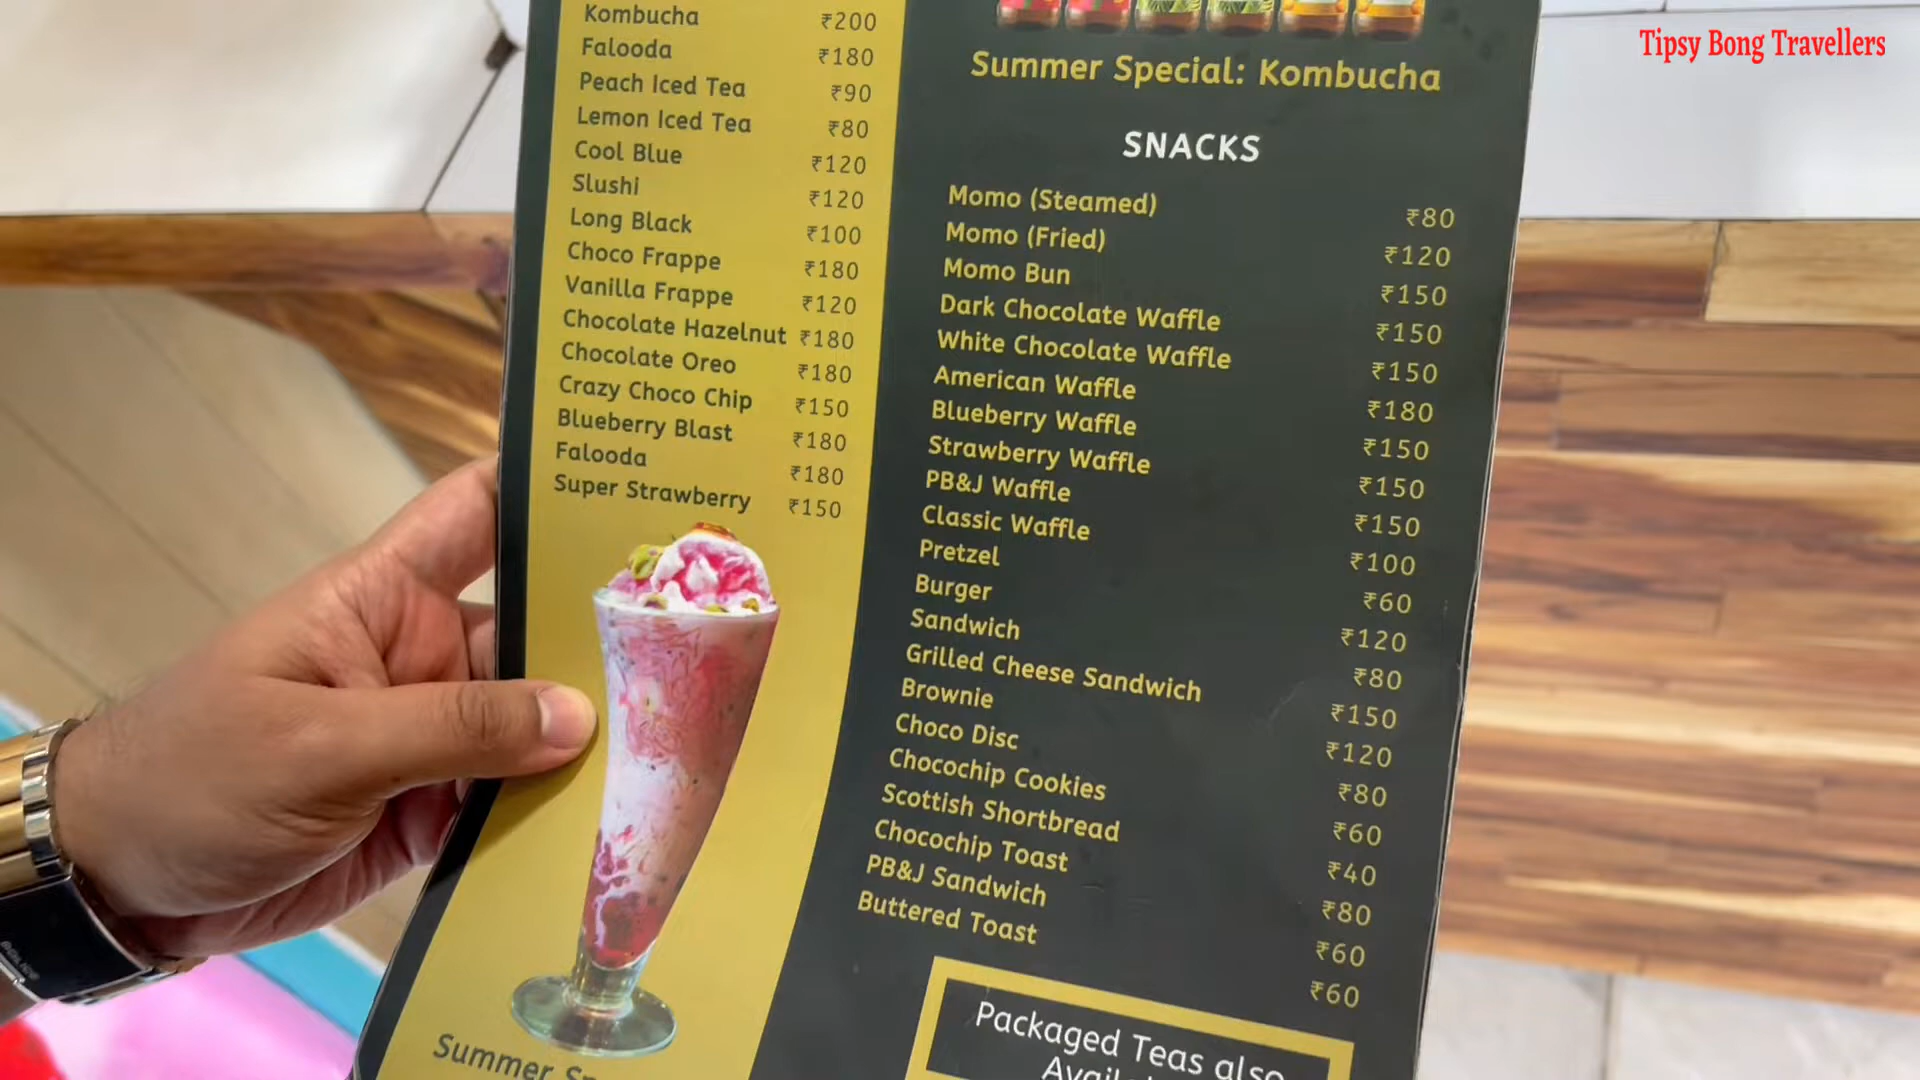 Tipsy Bong Travellers
Kombucha ₹200
Falooda ₹180
Peach Iced Tea ₹90
Lemon Iced Tea ₹80
Cool Blue ₹120
Slushi ₹120
Long Black ₹100
Choco Frappe ₹180
Vanilla Frappe ₹120
Chocolate Hazelnut ₹180
Chocolate Oreo ₹180
Crazy Choco Chip ₹150
Blueberry Blast ₹180
Falooda ₹180
Super Strawberry ₹150
Summer
Summer Special: Kombucha
SNACKS
Momo (Steamed) ₹80
Momo (Fried) ₹120
Momo Bun ₹150
Dark Chocolate Waffle ₹150
White Chocolate Waffle ₹150
American Waffle ₹180
Blueberry Waffle ₹150
Strawberry Waffle ₹150
PB&J Waffle ₹150
Classic Waffle ₹100
Pretzel ₹60
Burger ₹120
Sandwich ₹80
Grilled Cheese Sandwich ₹150
Brownie ₹120
Choco Disc ₹80
Chocochip Cookies ₹60
Scottish Shortbread ₹40
Chocochip Toast ₹80
PB&J Sandwich ₹60
Buttered Toast ₹60
Packaged Teas also